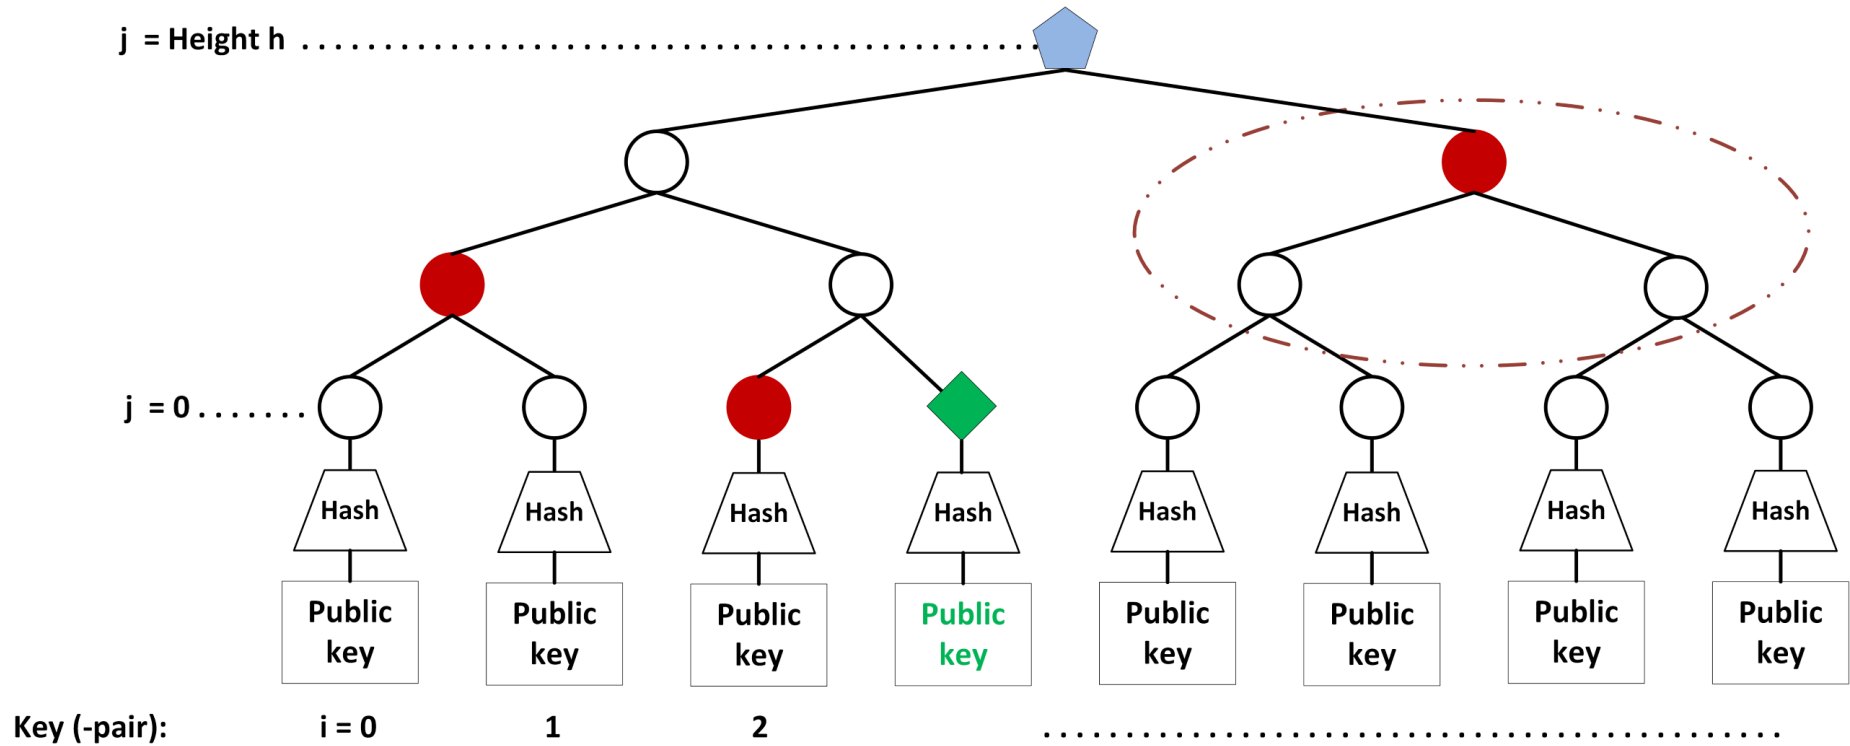 j = Height h ..............................................
j = 0 .......
Hash Hash Hash Hash Hash Hash Hash Hash
Public Public Public Public Public Public Public Public
key key key key key key key key
Key (-pair): i = 0 1 2 ..............................................